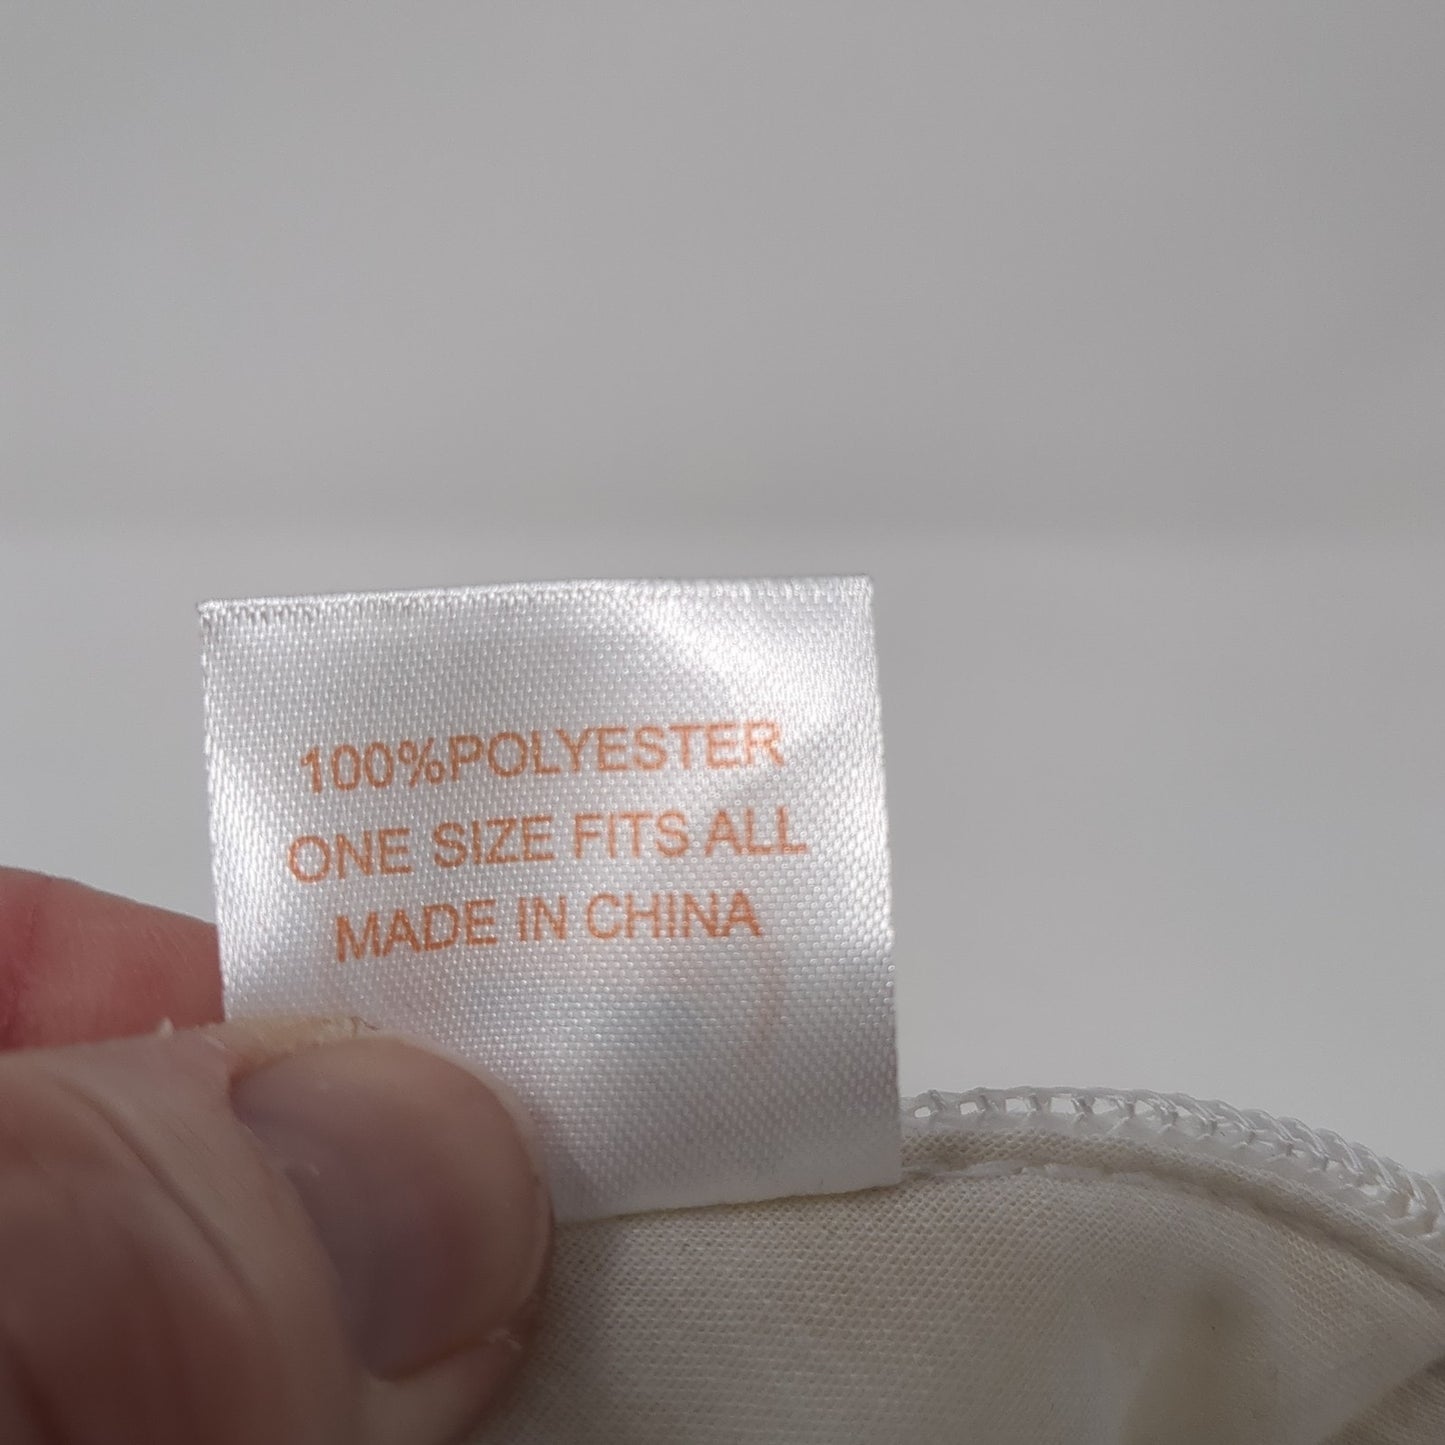 100%POLYESTER
ONE SIZE FITS ALL
MADE IN CHINA